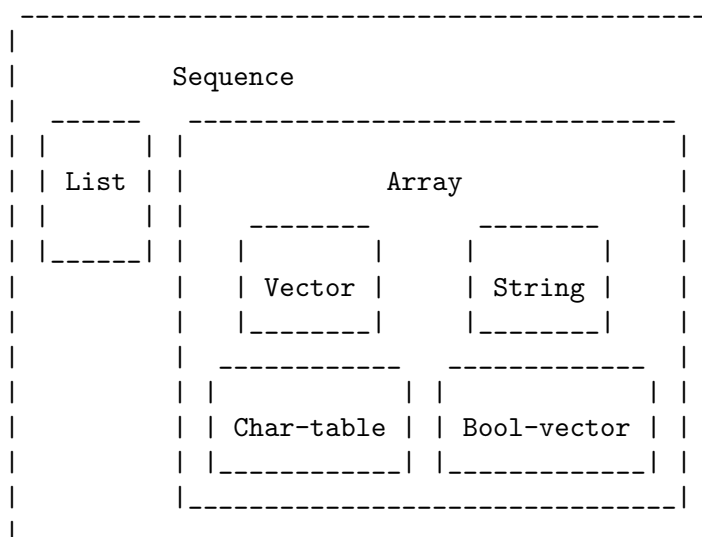 Sequence
List Array
Vector String
Char-table Bool-vector